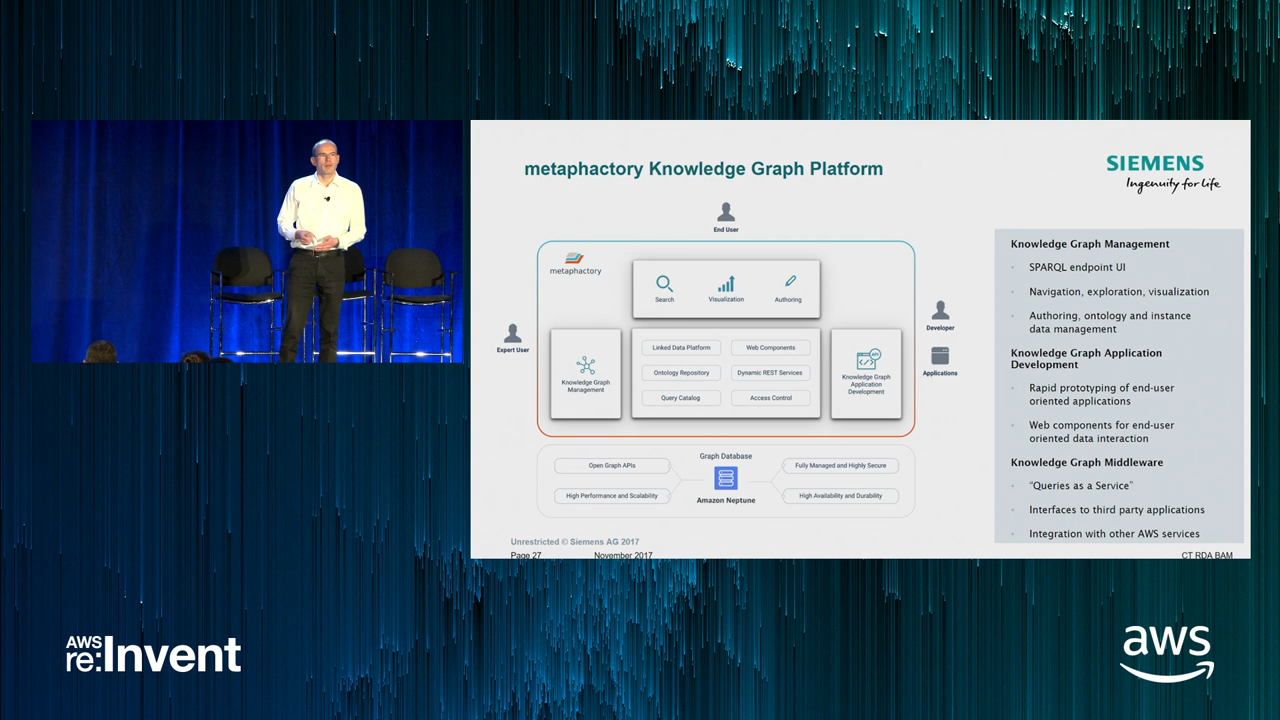 metaphactory Knowledge Graph Platform
SIEMENS
Ingenuity for life
End User
metaphactory
Search
Visualization
Authoring
Expert User
Developer
Applications
Knowledge Graph
Management
Linked Data Platform
Web Components
Ontology Repository
Dynamic REST Services
Query Catalog
Access Control
API
Knowledge Graph
Application
Development
Graph Database
Open Graph APIs
Fully Managed and Highly Secure
High Performance and Scalability
High Availability and Durability
Amazon Neptune
Knowledge Graph Management
· SPARQL endpoint UI
· Navigation, exploration, visualization
· Authoring, ontology and instance
data management
Knowledge Graph Application
Development
· Rapid prototyping of end-user
oriented applications
· Web components for end-user
oriented data interaction
Knowledge Graph Middleware
· “Queries as a Service”
· Interfaces to third party applications
· Integration with other AWS services
Unrestricted © Siemens AG 2017
Page 27 November 2017 CT RDA BAM
AWS
re:Invent
aws